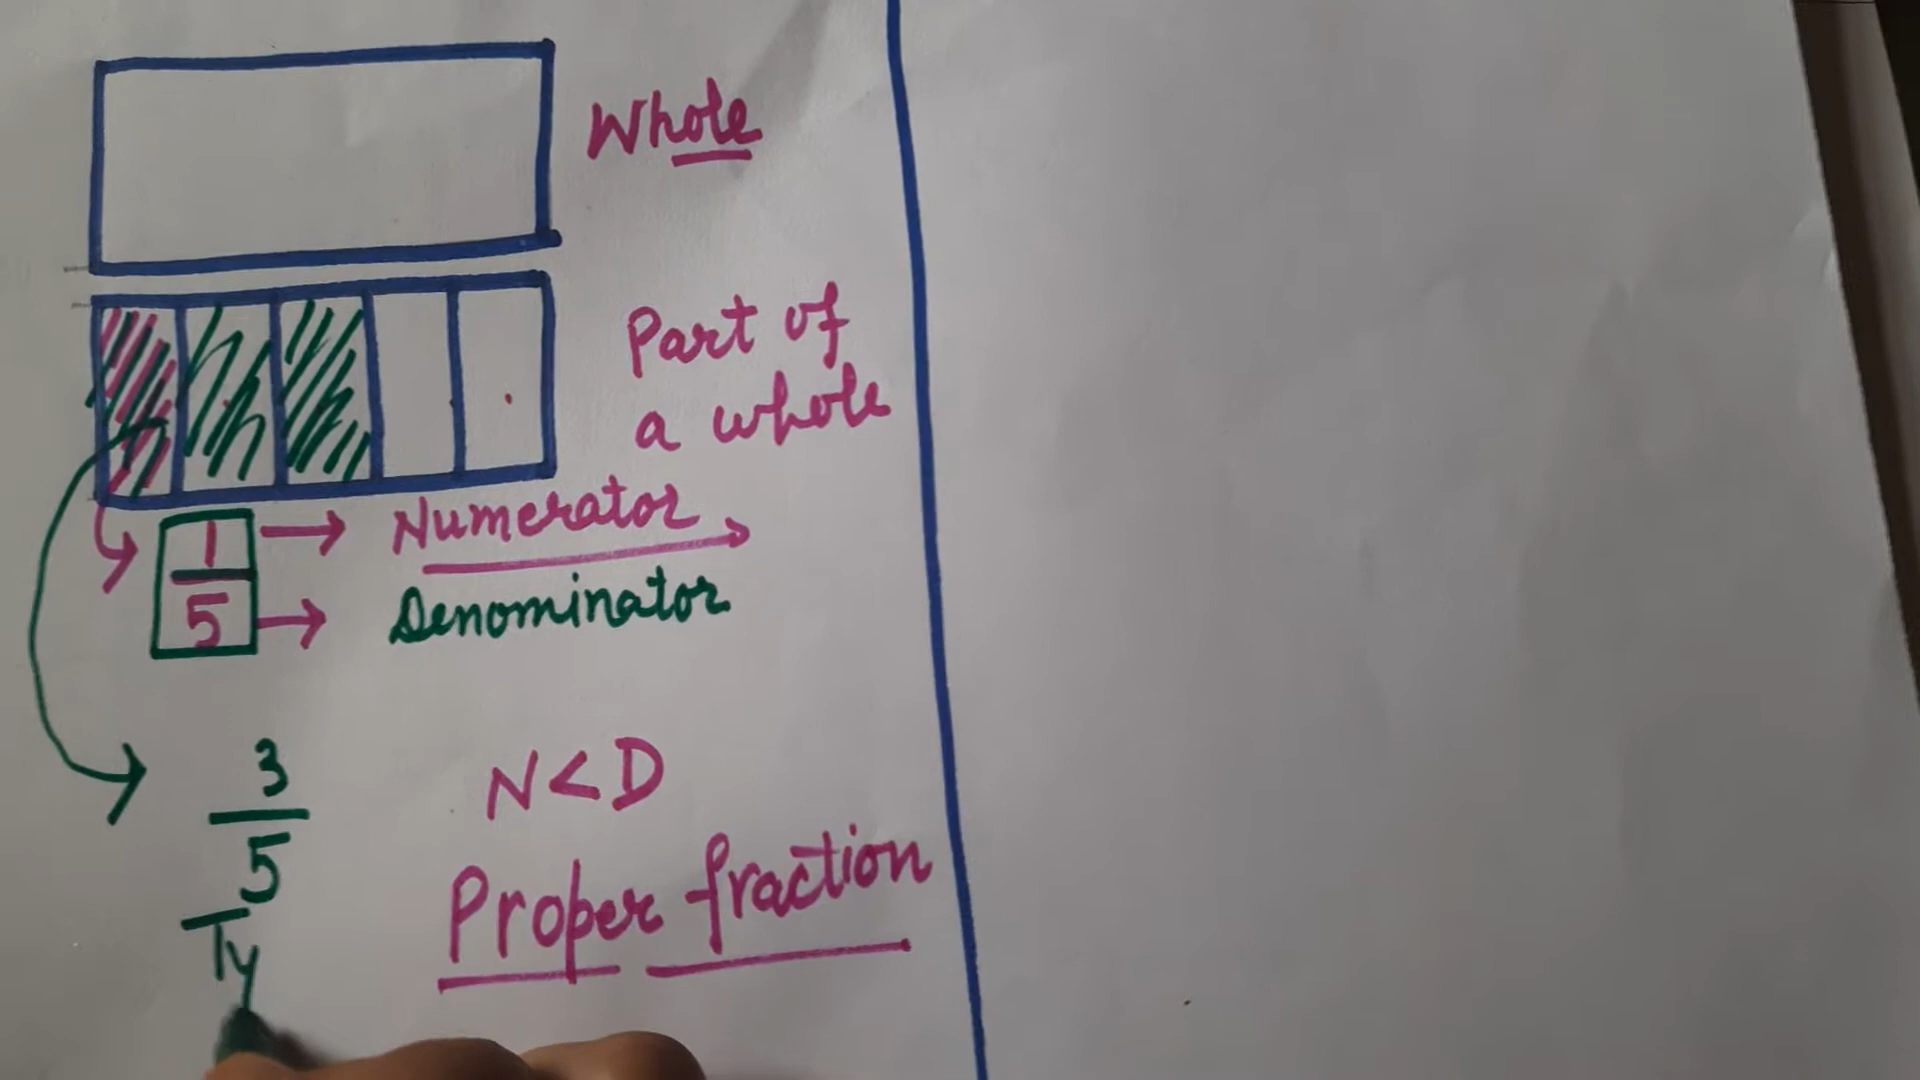 Whole
Part of
a whole
1 → Numerator
5 → Denominator
3
5
N<D
Proper fraction
Ty